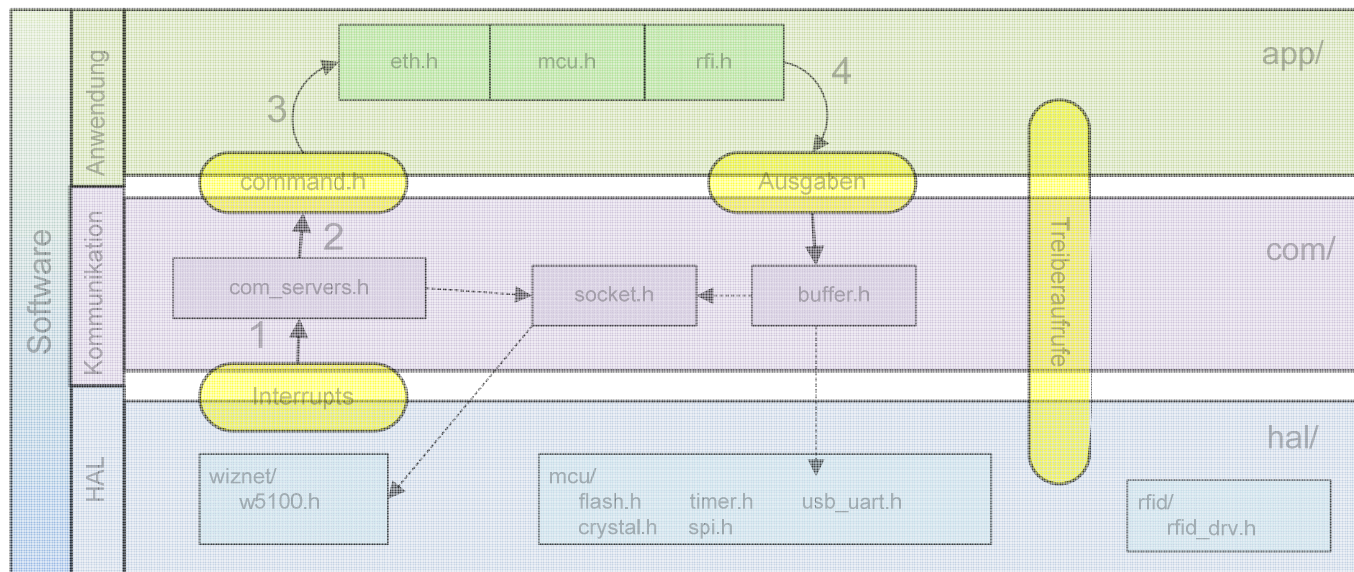 Software
Anwendung
Kommunikation
HAL
app/
eth.h
mcu.h
rfi.h
3
4
command.h
Ausgaben
2
com/
Treiberaufrufe
com_servers.h
socket.h
buffer.h
1
Interrupts
hal/
wiznet/
w5100.h
mcu/
flash.h timer.h usb_uart.h
crystal.h spi.h
rfid/
rfid_drv.h